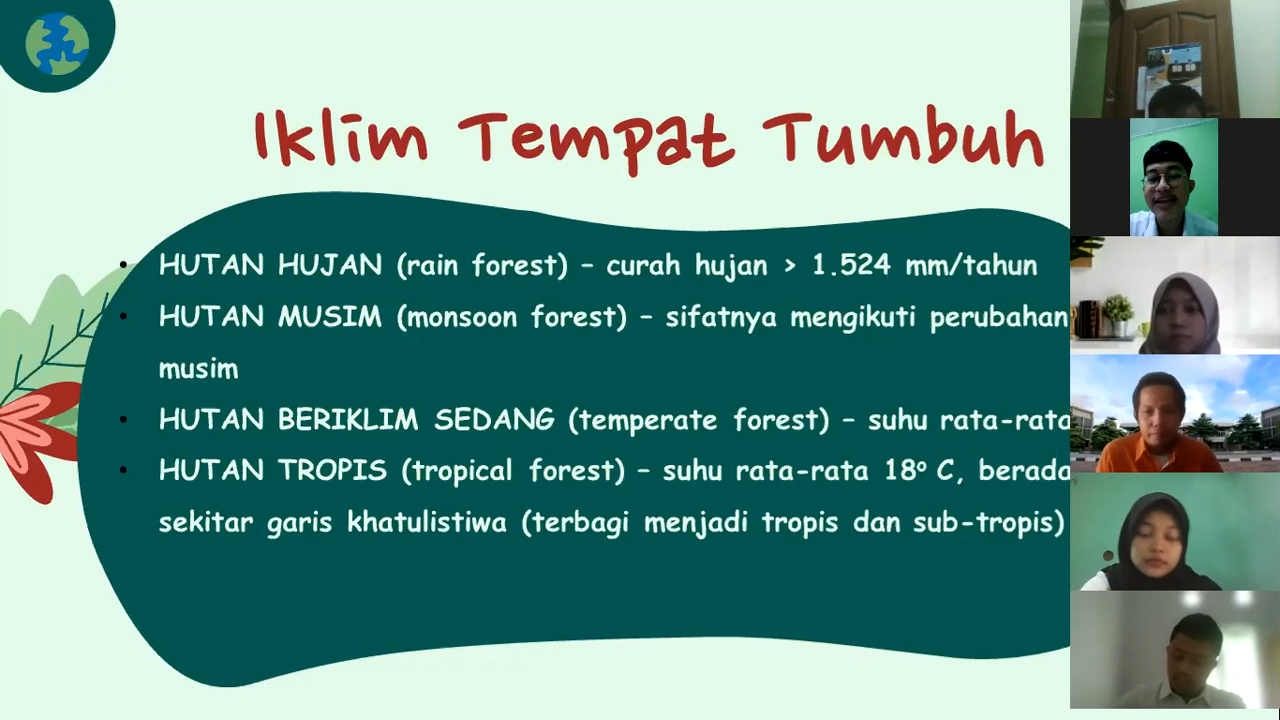 Iklim Tempat Tumbuh
• HUTAN HUJAN (rain forest) – curah hujan > 1.524 mm/tahun
• HUTAN MUSIM (monsoon forest) – sifatnya mengikuti perubahan
musim
• HUTAN BERIKLIM SEDANG (temperate forest) – suhu rata-rata
• HUTAN TROPIS (tropical forest) – suhu rata-rata 18º C, berada
sekitar garis khatulistiwa (terbagi menjadi tropis dan sub-tropis)